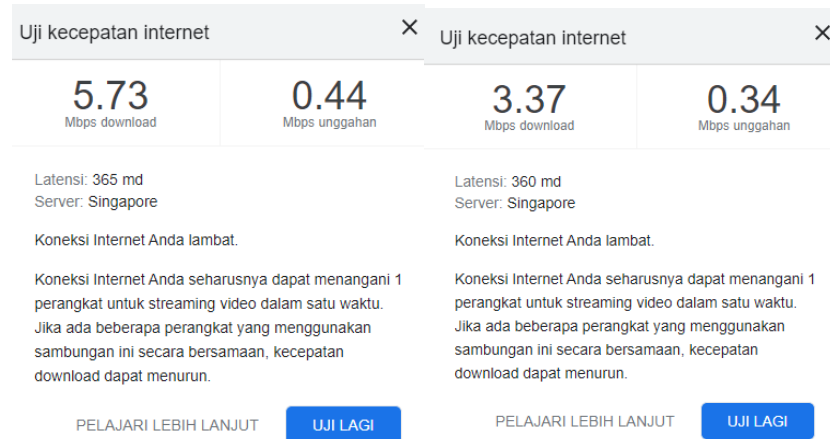 Uji kecepatan internet
5.73
Mbps download
0.44
Mbps unggahan
Latensi: 365 md
Server: Singapore
Koneksi Internet Anda lambat.
Koneksi Internet Anda seharusnya dapat menangani 1
perangkat untuk streaming video dalam satu waktu.
Jika ada beberapa perangkat yang menggunakan
sambungan ini secara bersamaan, kecepatan
download dapat menurun.
PELAJARI LEBIH LANJUT
UJI LAGI
Uji kecepatan internet
3.37
Mbps download
0.34
Mbps unggahan
Latensi: 360 md
Server: Singapore
Koneksi Internet Anda lambat.
Koneksi Internet Anda seharusnya dapat menangani 1
perangkat untuk streaming video dalam satu waktu.
Jika ada beberapa perangkat yang menggunakan
sambungan ini secara bersamaan, kecepatan
download dapat menurun.
PELAJARI LEBIH LANJUT
UJI LAGI